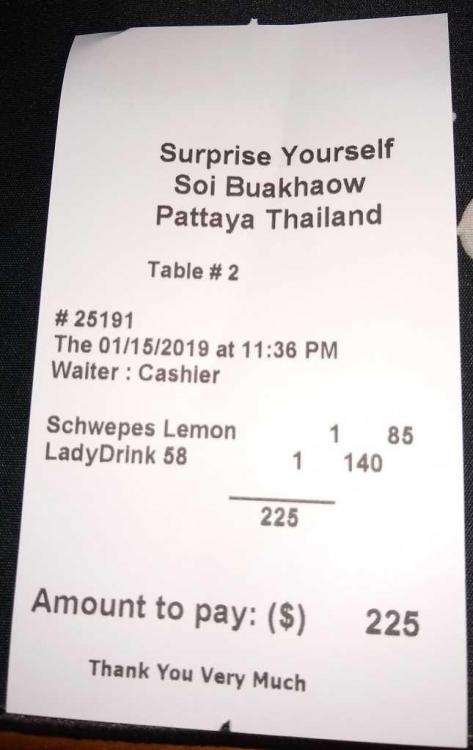 Surprise Yourself
Soi Buakhaow
Pattaya Thailand
Table # 2
# 25191
The 01/15/2019 at 11:36 PM
Waiter : Cashier
Schwepes Lemon 1 85
LadyDrink 58 1 140
225
Amount to pay: ($) 225
Thank You Very Much